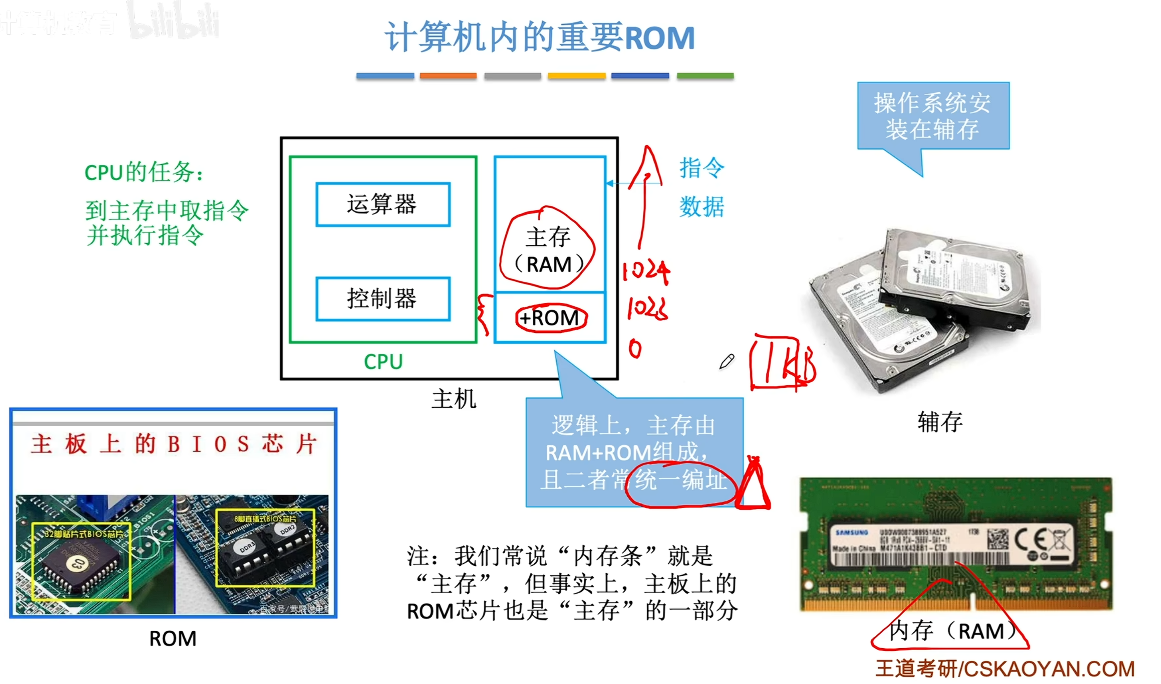 bilibili
计算机内的重要ROM
操作系统安
装在辅存
CPU的任务：
到主存中取指令
并执行指令
运算器
控制器
CPU
主存
（RAM）
+ROM
主机
指令
数据
1024
1023
0
1KB
辅存
逻辑上，主存由
RAM+ROM组成，
且二者常统一编址
主板上的BIOS芯片
32脚贴片式BIOS芯片
8脚直插式BIOS芯片
ROM
注：我们常说“内存条”就是
“主存”，但事实上，主板上的
ROM芯片也是“主存”的一部分
SAMSUNG
Made in China
M471A1K43BB1-CTD
内存（RAM）
王道考研/CSKAOYAN.COM